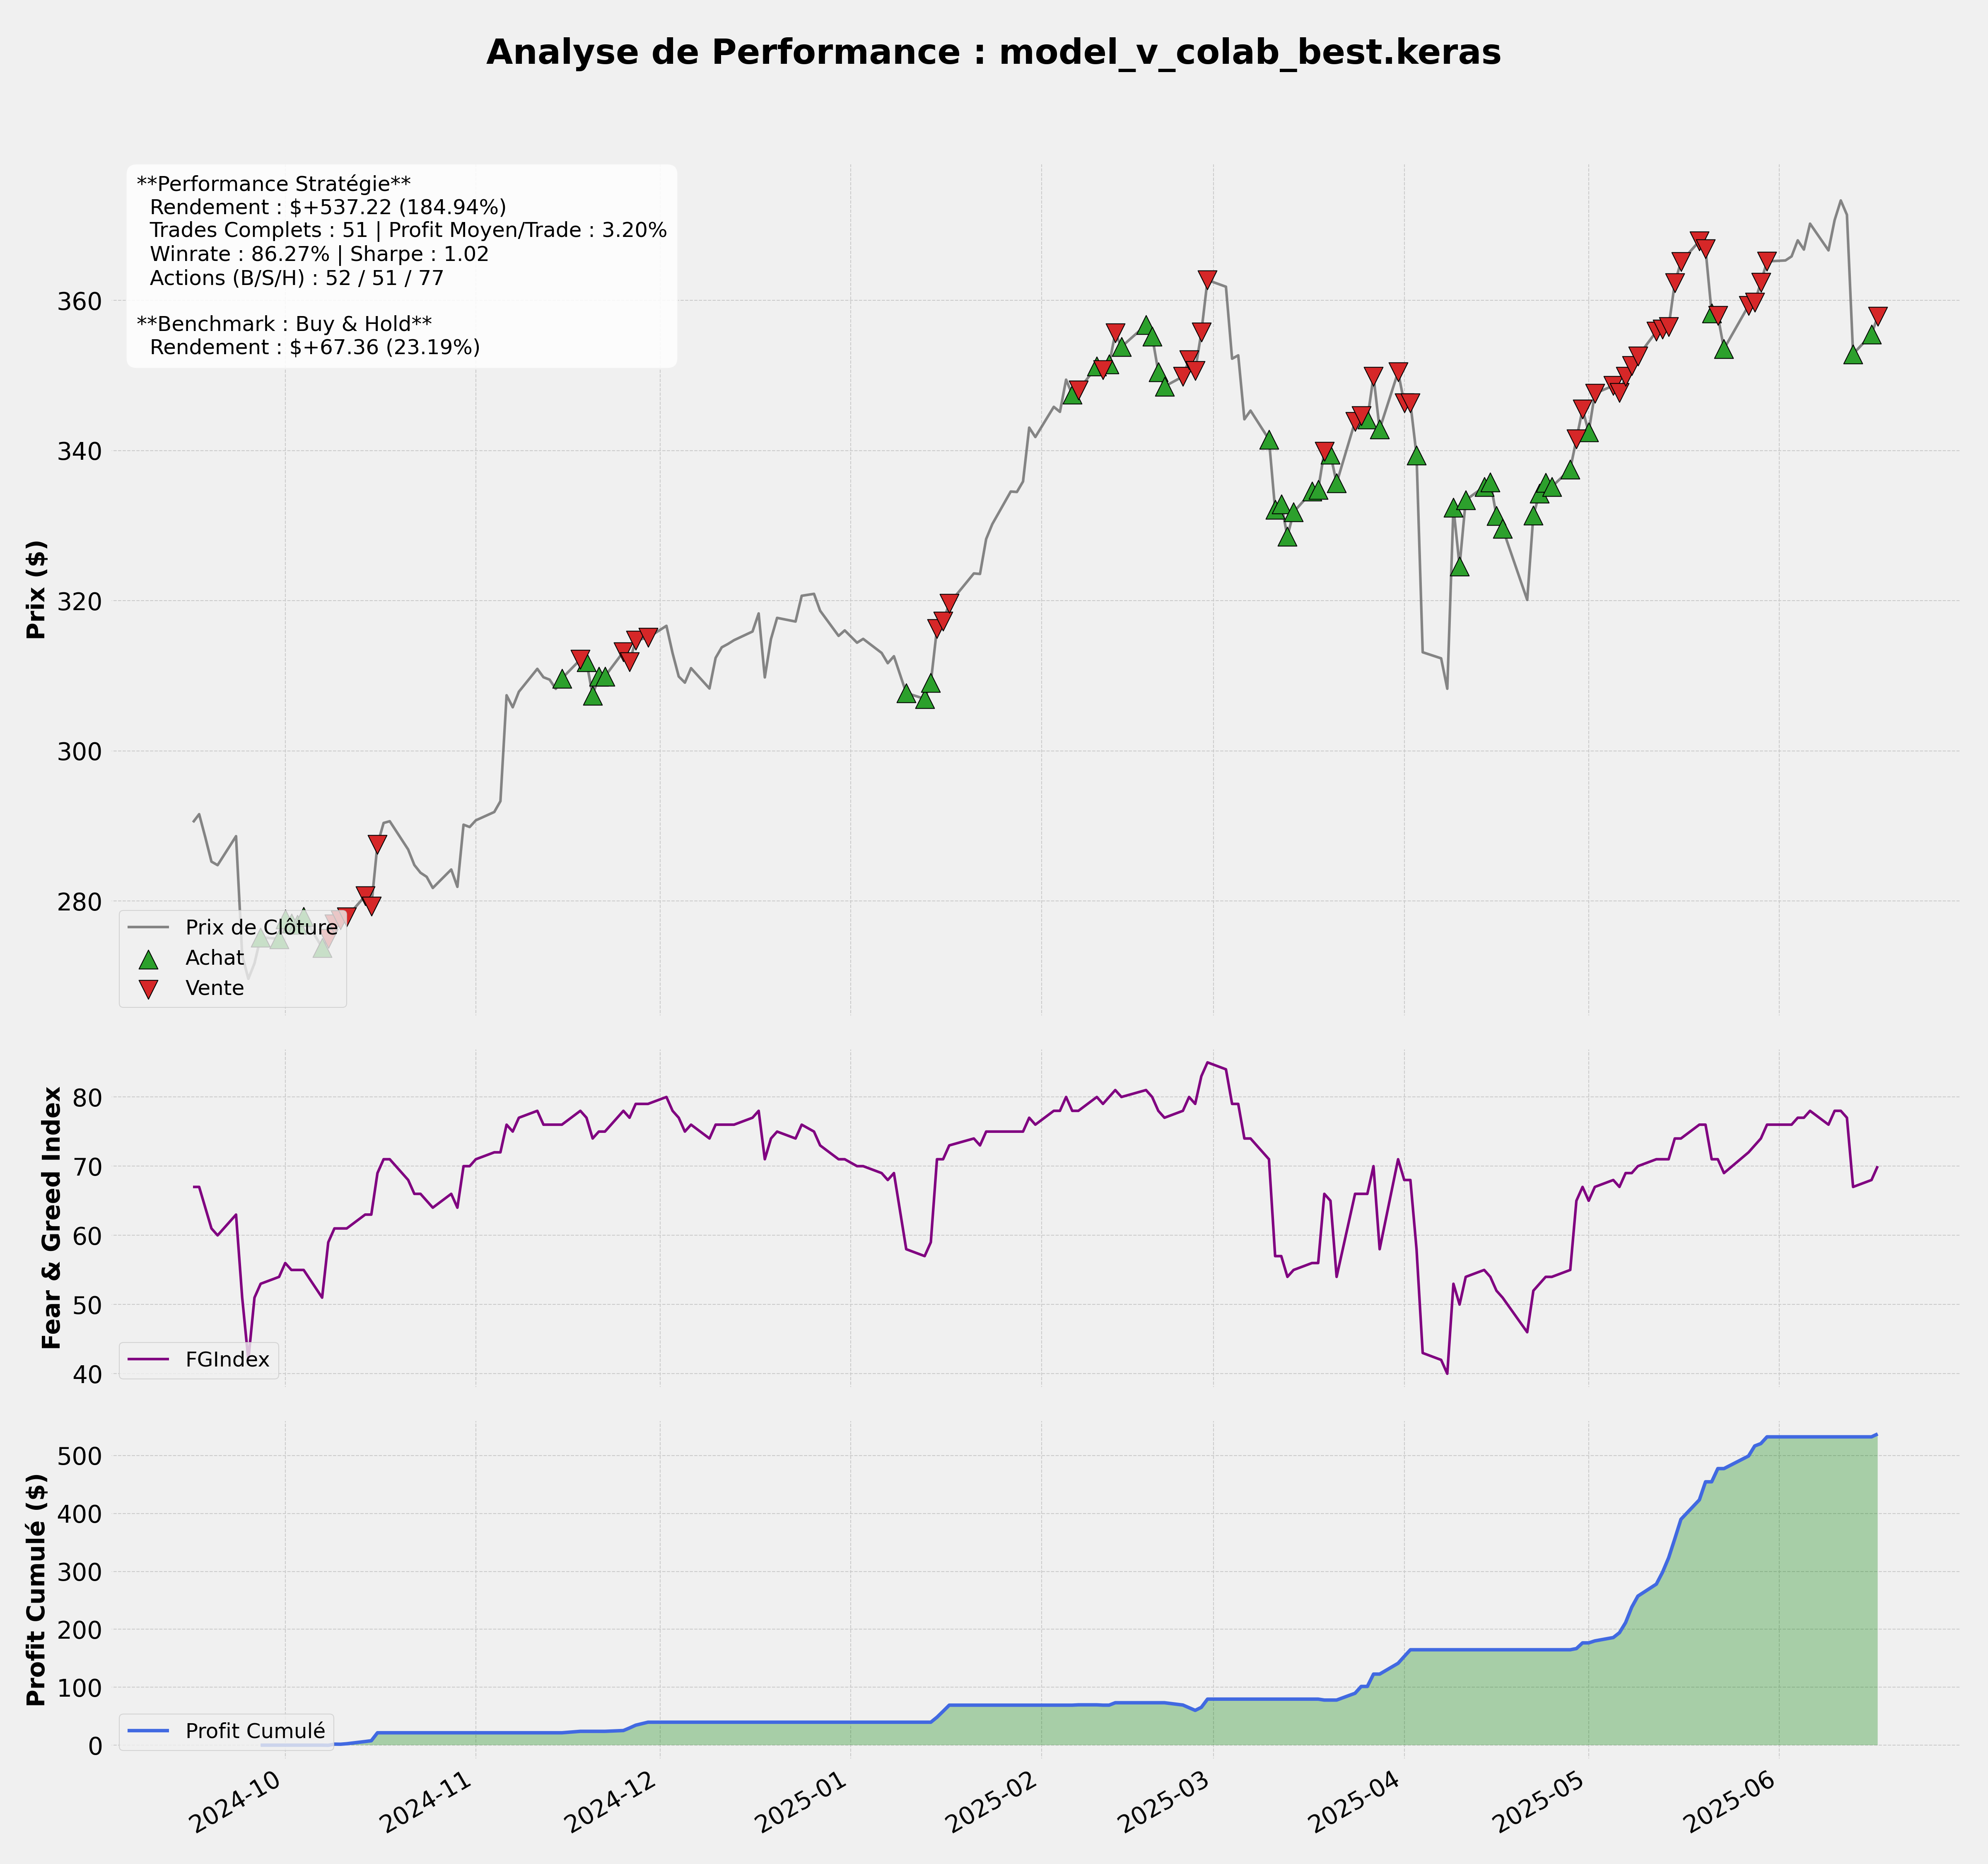 Analyse de Performance : model_v_colab_best.keras
**Performance Stratégie**
Rendement : $+537.22 (184.94%)
Trades Complets : 51 | Profit Moyen/Trade : 3.20%
Winrate : 86.27% | Sharpe : 1.02
Actions (B/S/H) : 52 / 51 / 77
**Benchmark : Buy & Hold**
Rendement : $+67.36 (23.19%)
Prix ($)
360
340
320
300
280
Prix de Clôture
Achat
Vente
Fear & Greed Index
80
70
60
50
40
FGIndex
Profit Cumulé ($)
500
400
300
200
100
0
Profit Cumulé
2024-10
2024-11
2024-12
2025-01
2025-02
2025-03
2025-04
2025-05
2025-06